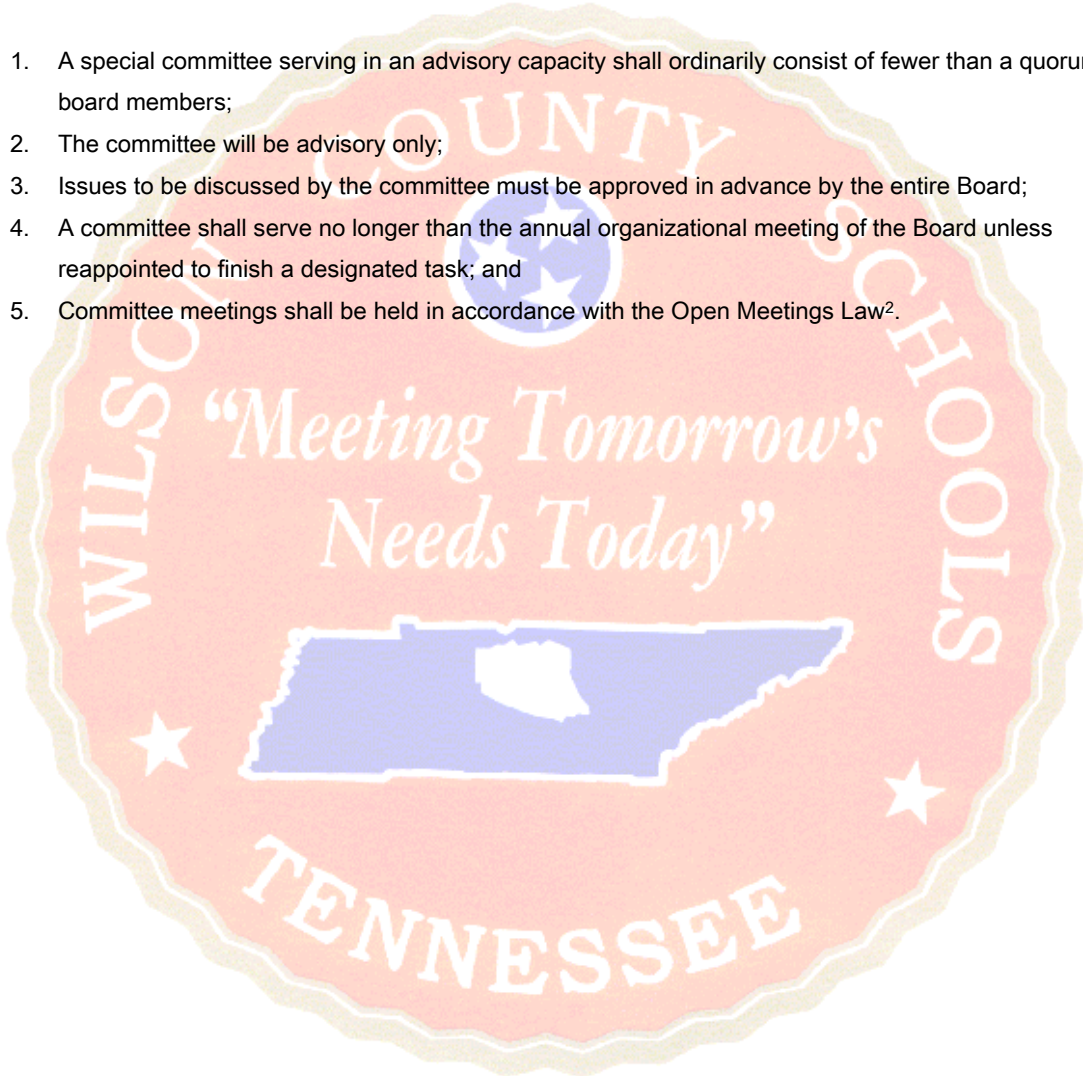 1. A special committee serving in an advisory capacity shall ordinarily consist of fewer than a
board members;
2. The committee will be advisory only;
3. Issues to be discussed by the committee must be approved in advance by the entire Board;
4. A committee shall serve no longer than the annual organizational meeting of the Board unless
reappointed to finish a designated task; and
5. Committee meetings shall be held in accordance with the Open Meetings Law².
WILSON COUNTY SCHOOLS
“Meeting Tomorrow's
Needs Today”
TENNESSEE